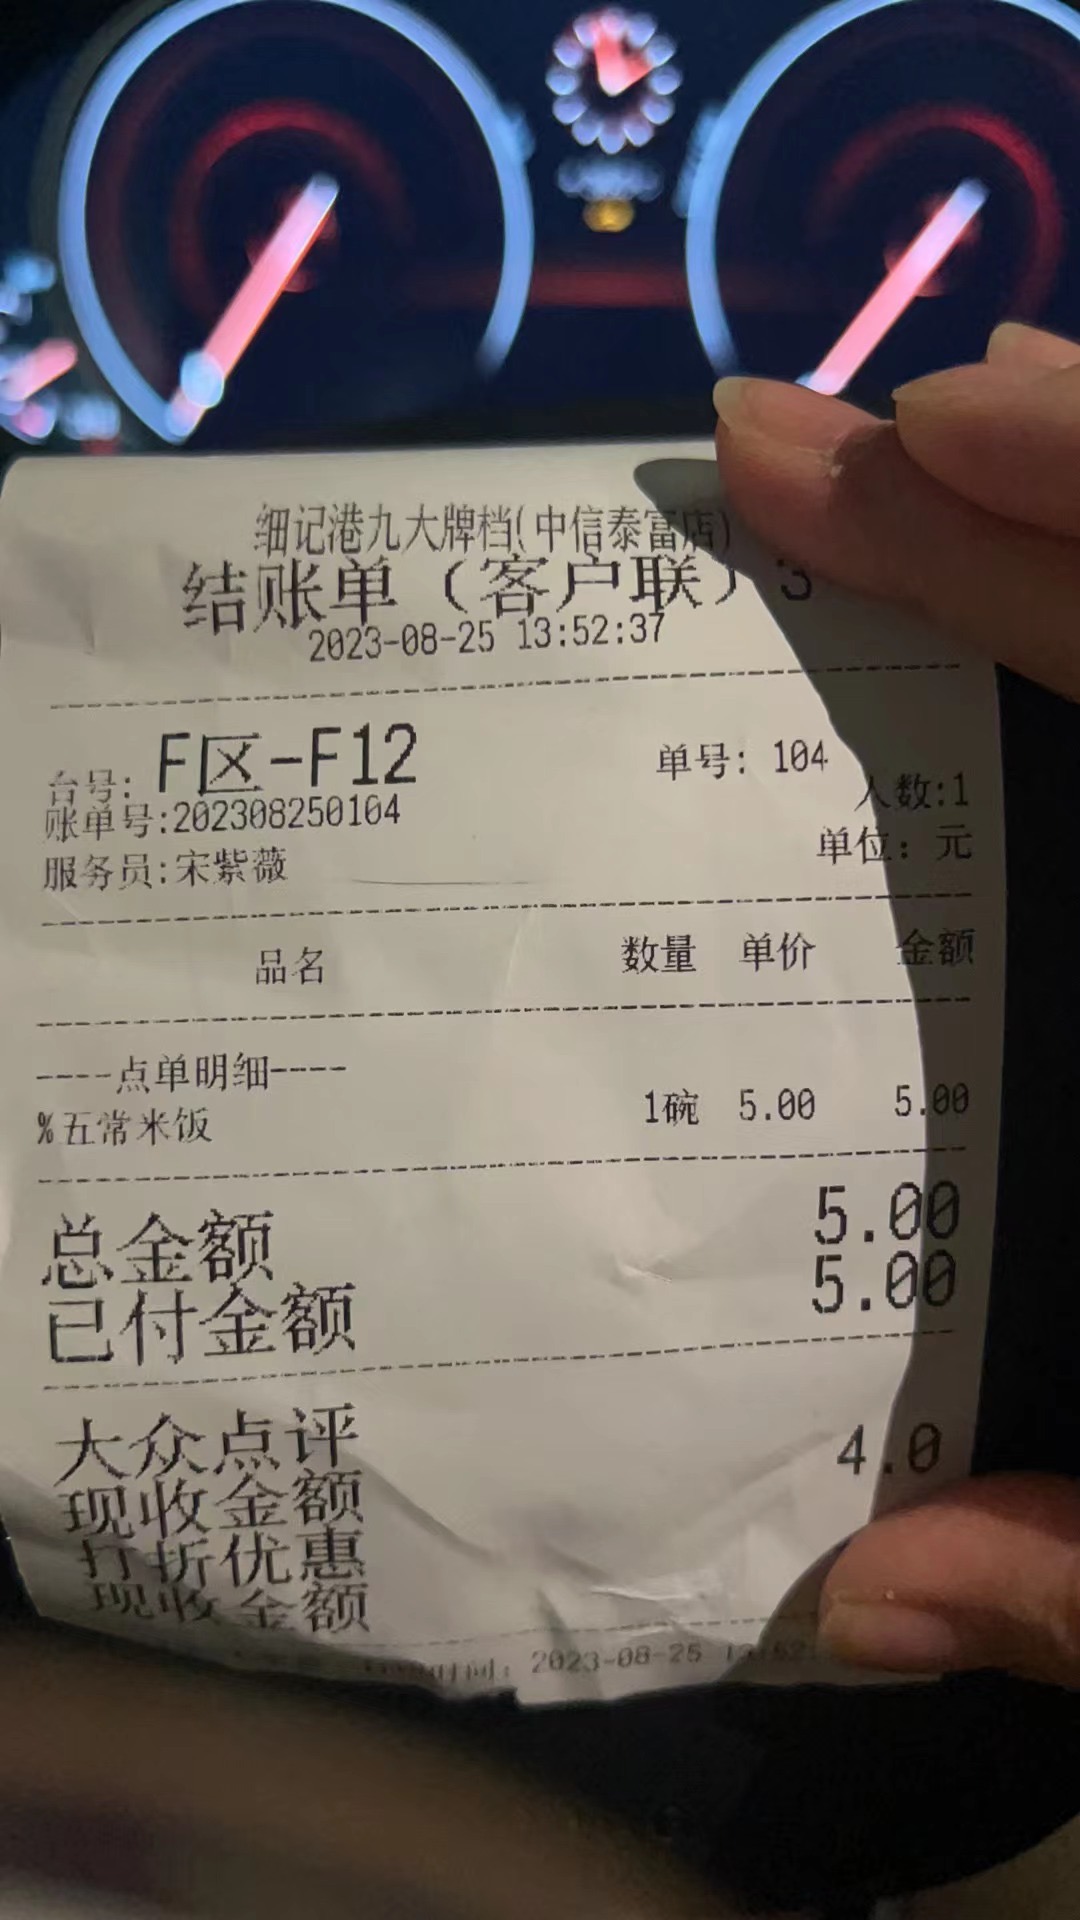 细记港九大牌档(中信泰富店)
结账单（客户联）3
2023-08-25 13:52:37
台号: F区-F12 单号: 104
人数:1
账单号:202308250104
服务员:宋紫薇 单位: 元
品名 数量 单价 金额
----点单明细----
%五常米饭 1碗 5.00 5.00
总金额 5.00
已付金额 5.00
大众点评 4.0
现收金额
打折优惠
现收金额
时间: 2023-08-25 13:52: